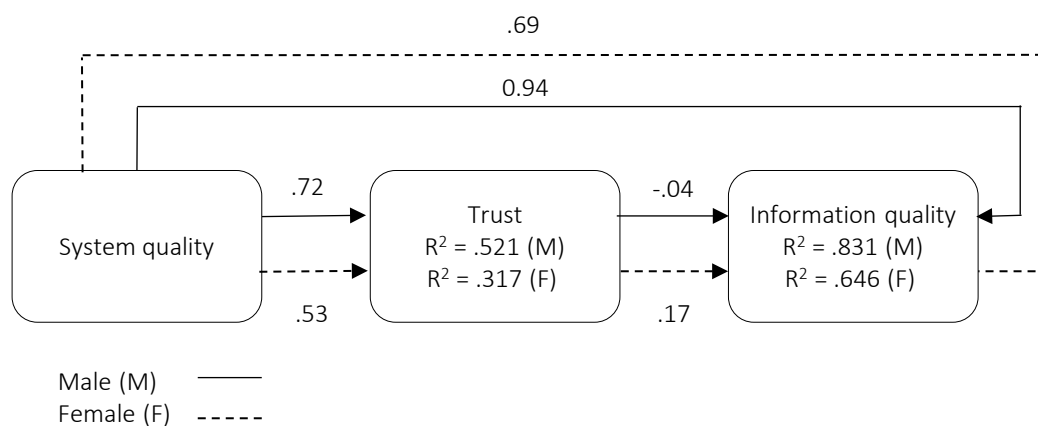 .69
0.94
.72
-.04
System quality
Trust
R² = .521 (M)
R² = .317 (F)
Information quality
R² = .831 (M)
R² = .646 (F)
.53
.17
Male (M)
Female (F)